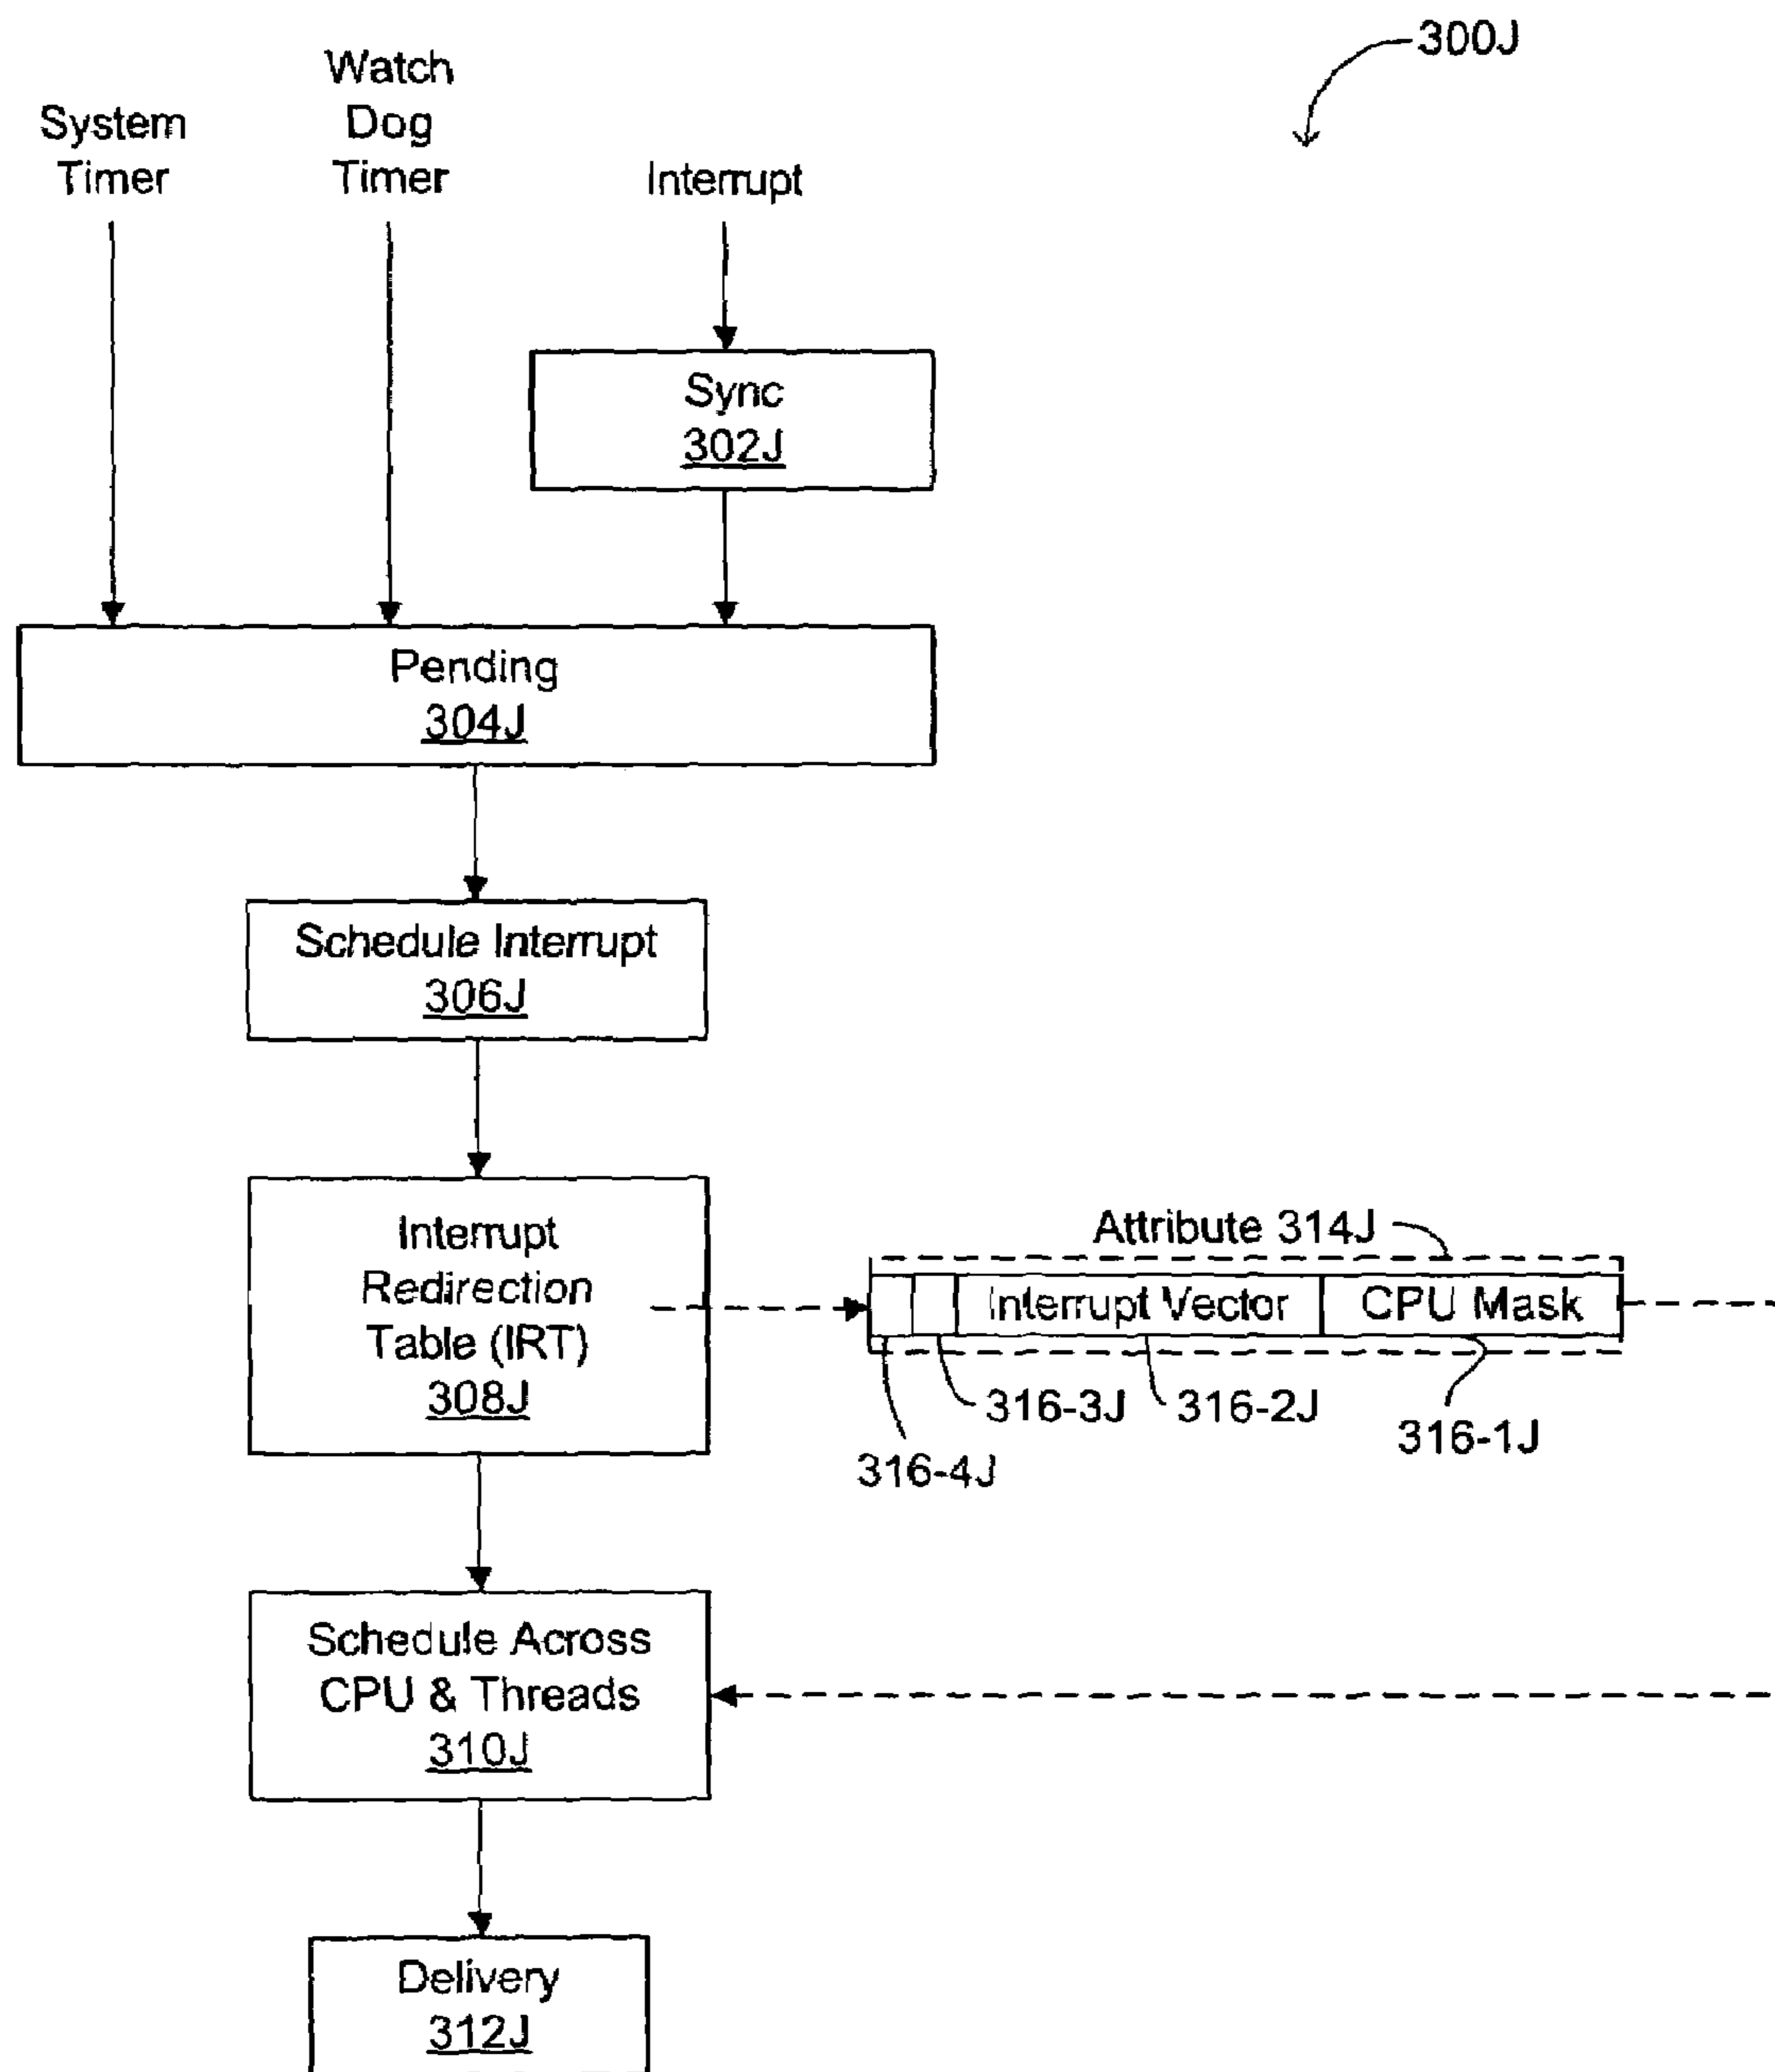 300J
Watch
Dog
Timer
System
Timer
Interrupt
Sync
302J
Pending
304J
Schedule Interrupt
306J
Interrupt
Redirection
Table (IRT)
308J
Attribute 314J
Interrupt Vector
CPU Mask
316-3J
316-2J
316-1J
316-4J
Schedule Across
CPU & Threads
310J
Delivery
312J